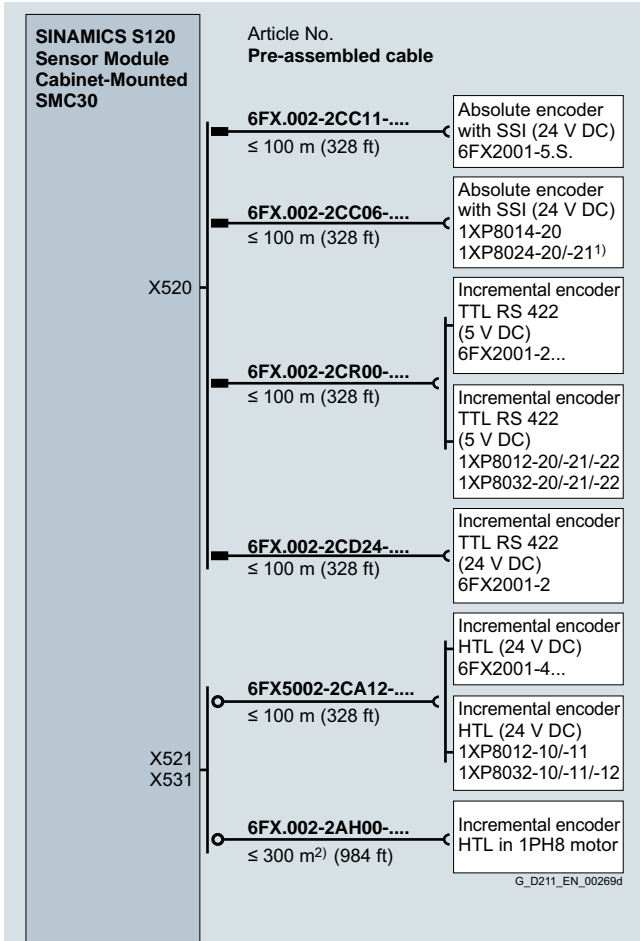 SINAMICS S120
Sensor Module
Cabinet-Mounted
SMC30
Article No.
Pre-assembled cable
6FX.002-2CC11-....
≤ 100 m (328 ft)
Absolute encoder
with SSI (24 V DC)
6FX2001-5.S.
6FX.002-2CC06-....
≤ 100 m (328 ft)
Absolute encoder
with SSI (24 V DC)
1XP8014-20
1XP8024-20/-21¹⁾
X520
6FX.002-2CR00-....
≤ 100 m (328 ft)
Incremental encoder
TTL RS 422
(5 V DC)
6FX2001-2...
Incremental encoder
TTL RS 422
(5 V DC)
1XP8012-20/-21/-22
1XP8032-20/-21/-22
6FX.002-2CD24-....
≤ 100 m (328 ft)
Incremental encoder
TTL RS 422
(24 V DC)
6FX2001-2
6FX5002-2CA12-....
≤ 100 m (328 ft)
Incremental encoder
HTL (24 V DC)
6FX2001-4...
Incremental encoder
HTL (24 V DC)
1XP8012-10/-11
1XP8032-10/-11/-12
X521
X531
6FX.002-2AH00-....
≤ 300 m²⁾ (984 ft)
Incremental encoder
HTL in 1PH8 motor
G_D211_EN_00269d